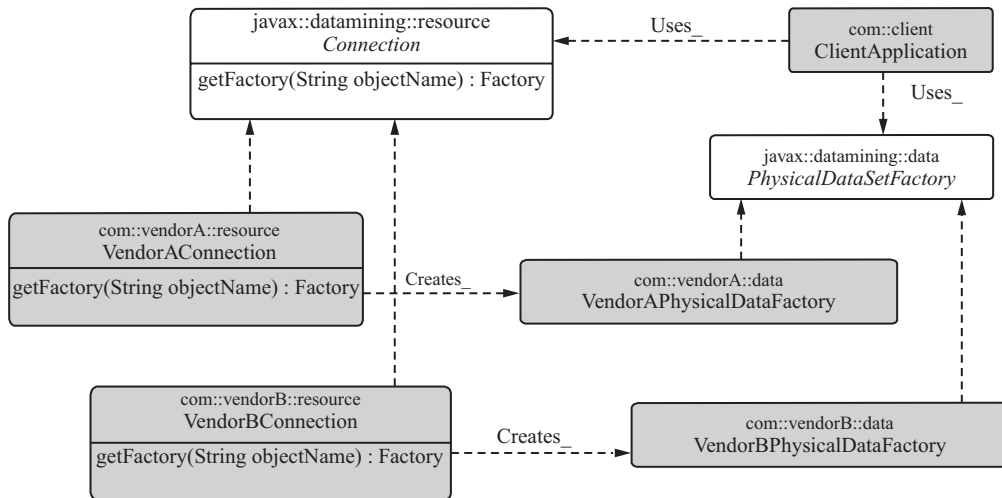 javax::datamining::resource
Connection
getFactory(String objectName) : Factory
Uses_
com::client
ClientApplication
Uses_
javax::datamining::data
PhysicalDataSetFactory
com::vendorA::resource
VendorAConnection
getFactory(String objectName) : Factory
Creates_
com::vendorA::data
VendorAPhysicalDataFactory
com::vendorB::resource
VendorBConnection
getFactory(String objectName) : Factory
Creates_
com::vendorB::data
VendorBPhysicalDataFactory